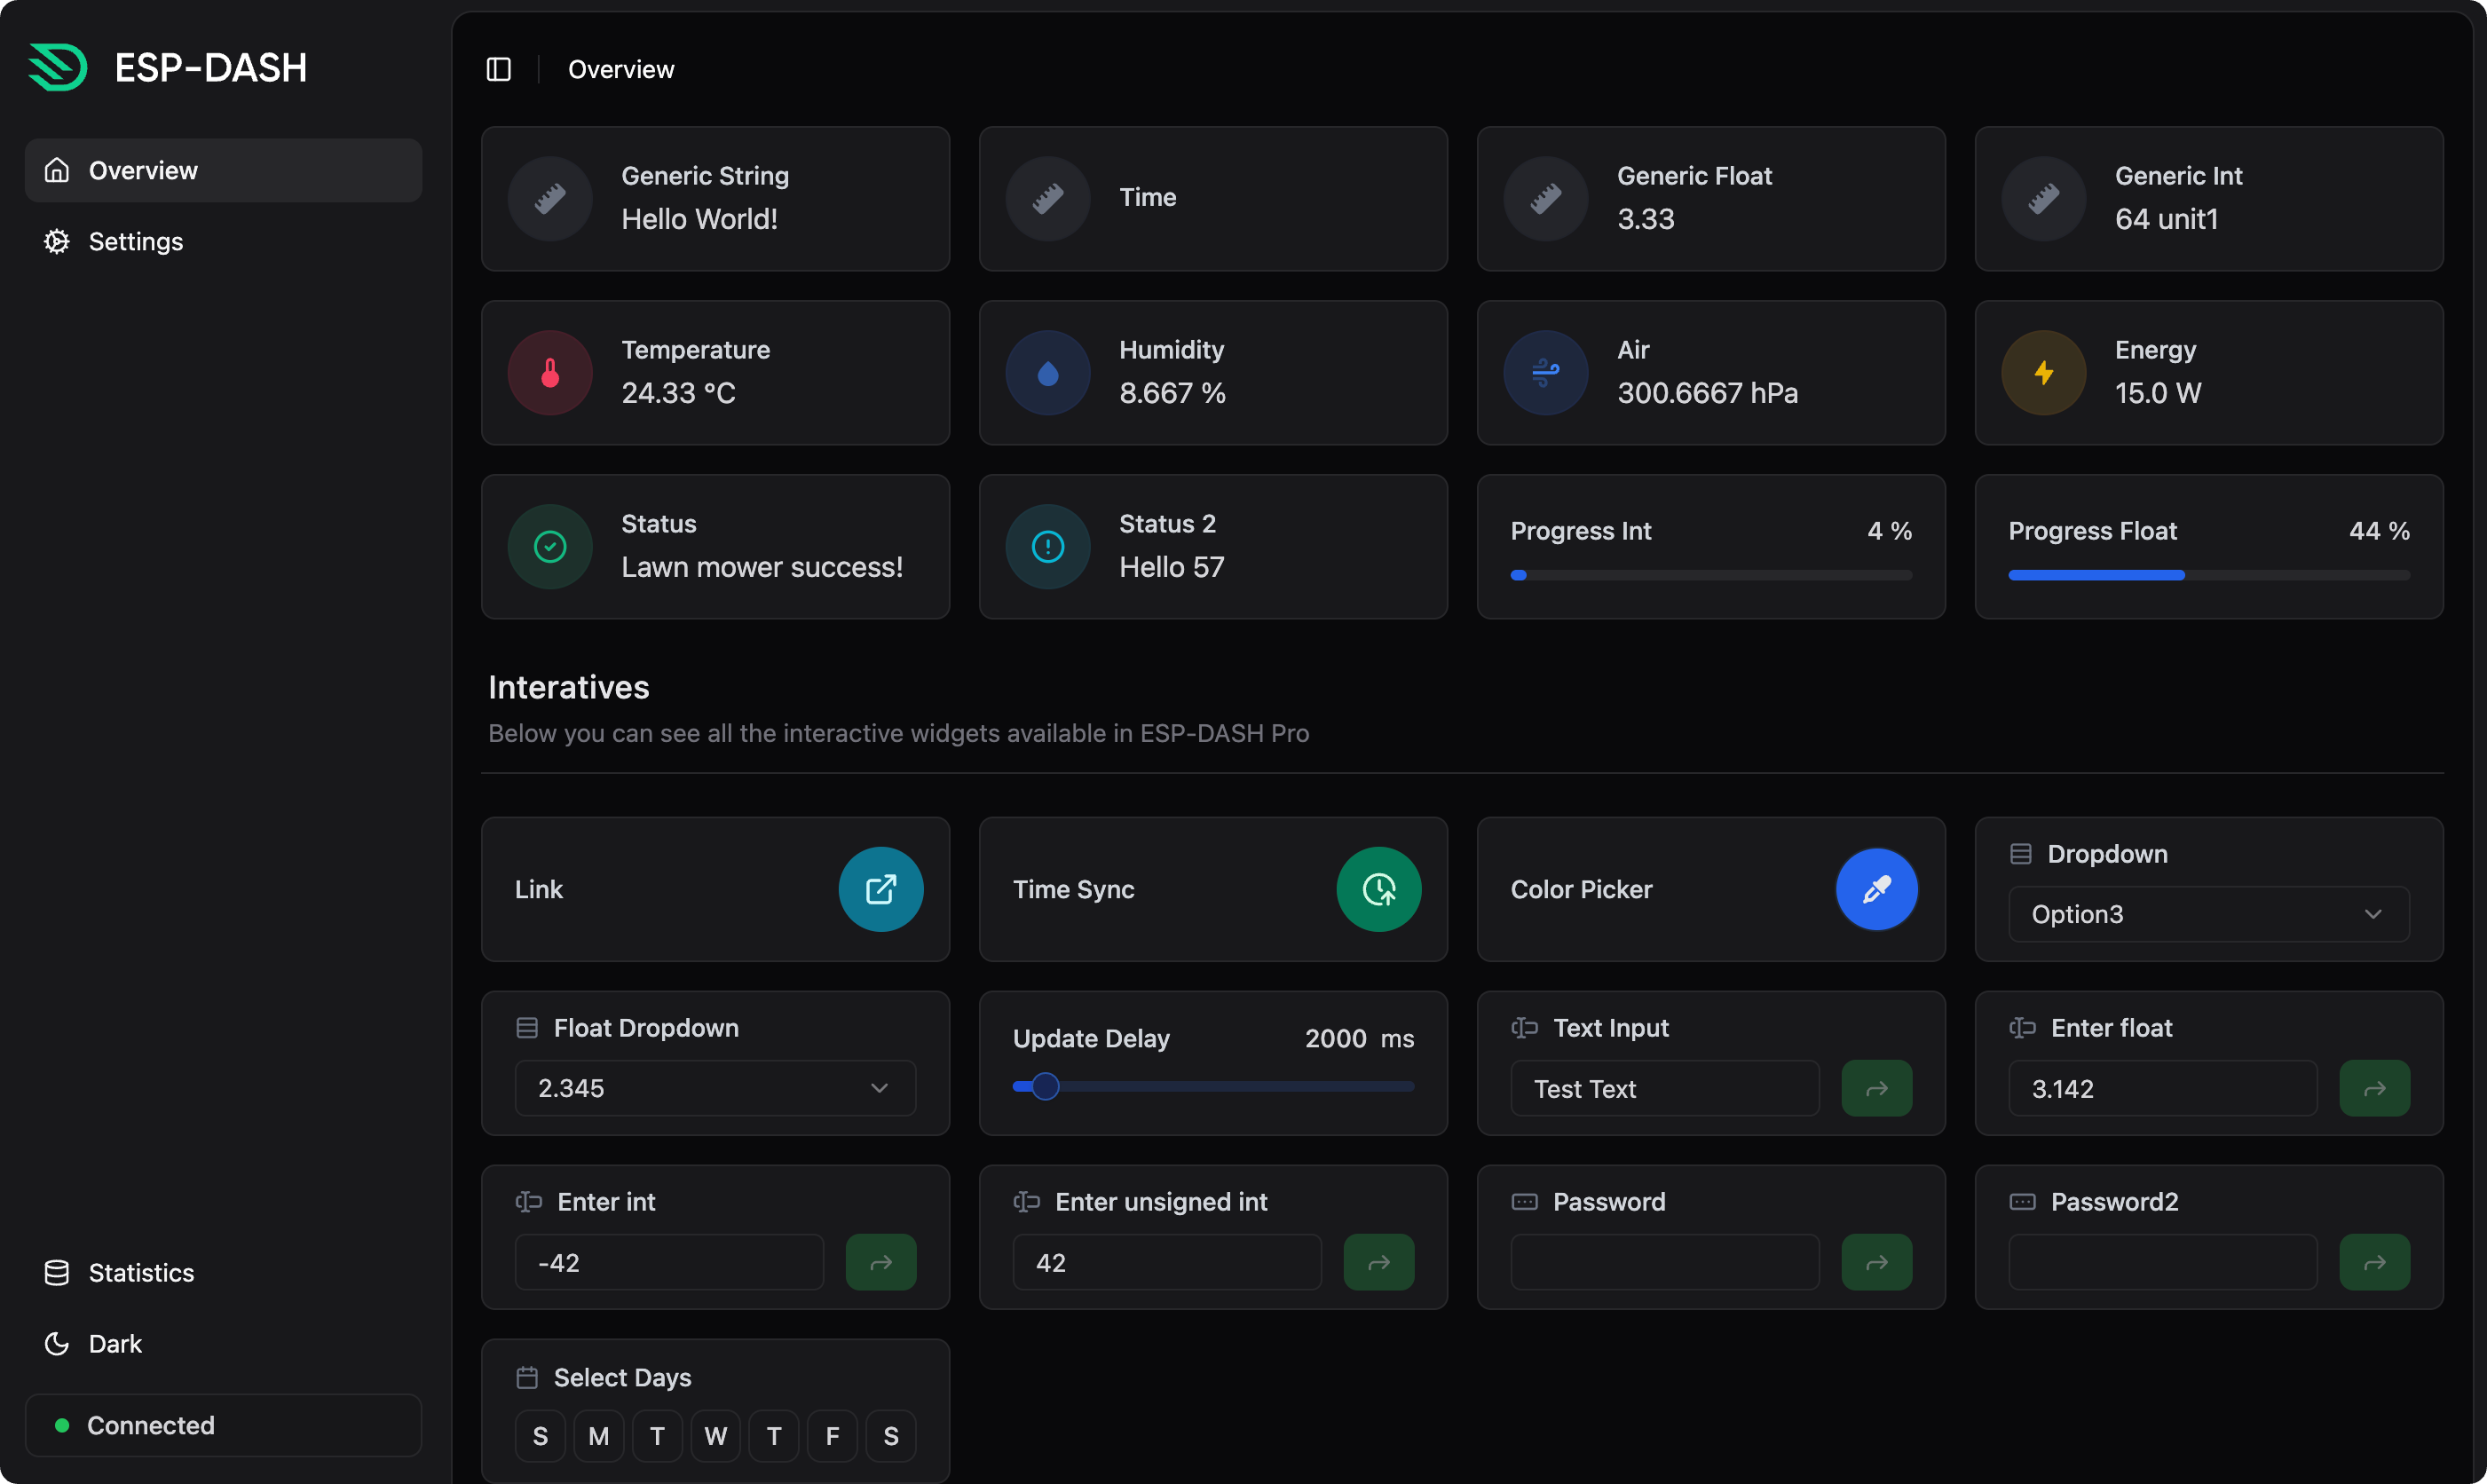 ESP-DASH
Overview
Settings
Statistics
Dark
Connected
Overview
Generic String
Hello World!
Time
Generic Float
3.33
Generic Int
64 unit1
Temperature
24.33 °C
Humidity
8.667 %
Air
300.6667 hPa
Energy
15.0 W
Status
Lawn mower success!
Status 2
Hello 57
Progress Int 4 %
Progress Float 44 %
Interatives
Below you can see all the interactive widgets available in ESP-DASH Pro
Link
Time Sync
Color Picker
Dropdown
Option3
Float Dropdown
2.345
Update Delay 2000 ms
Text Input
Test Text
Enter float
3.142
Enter int
-42
Enter unsigned int
42
Password
Password2
Select Days
S M T W T F S